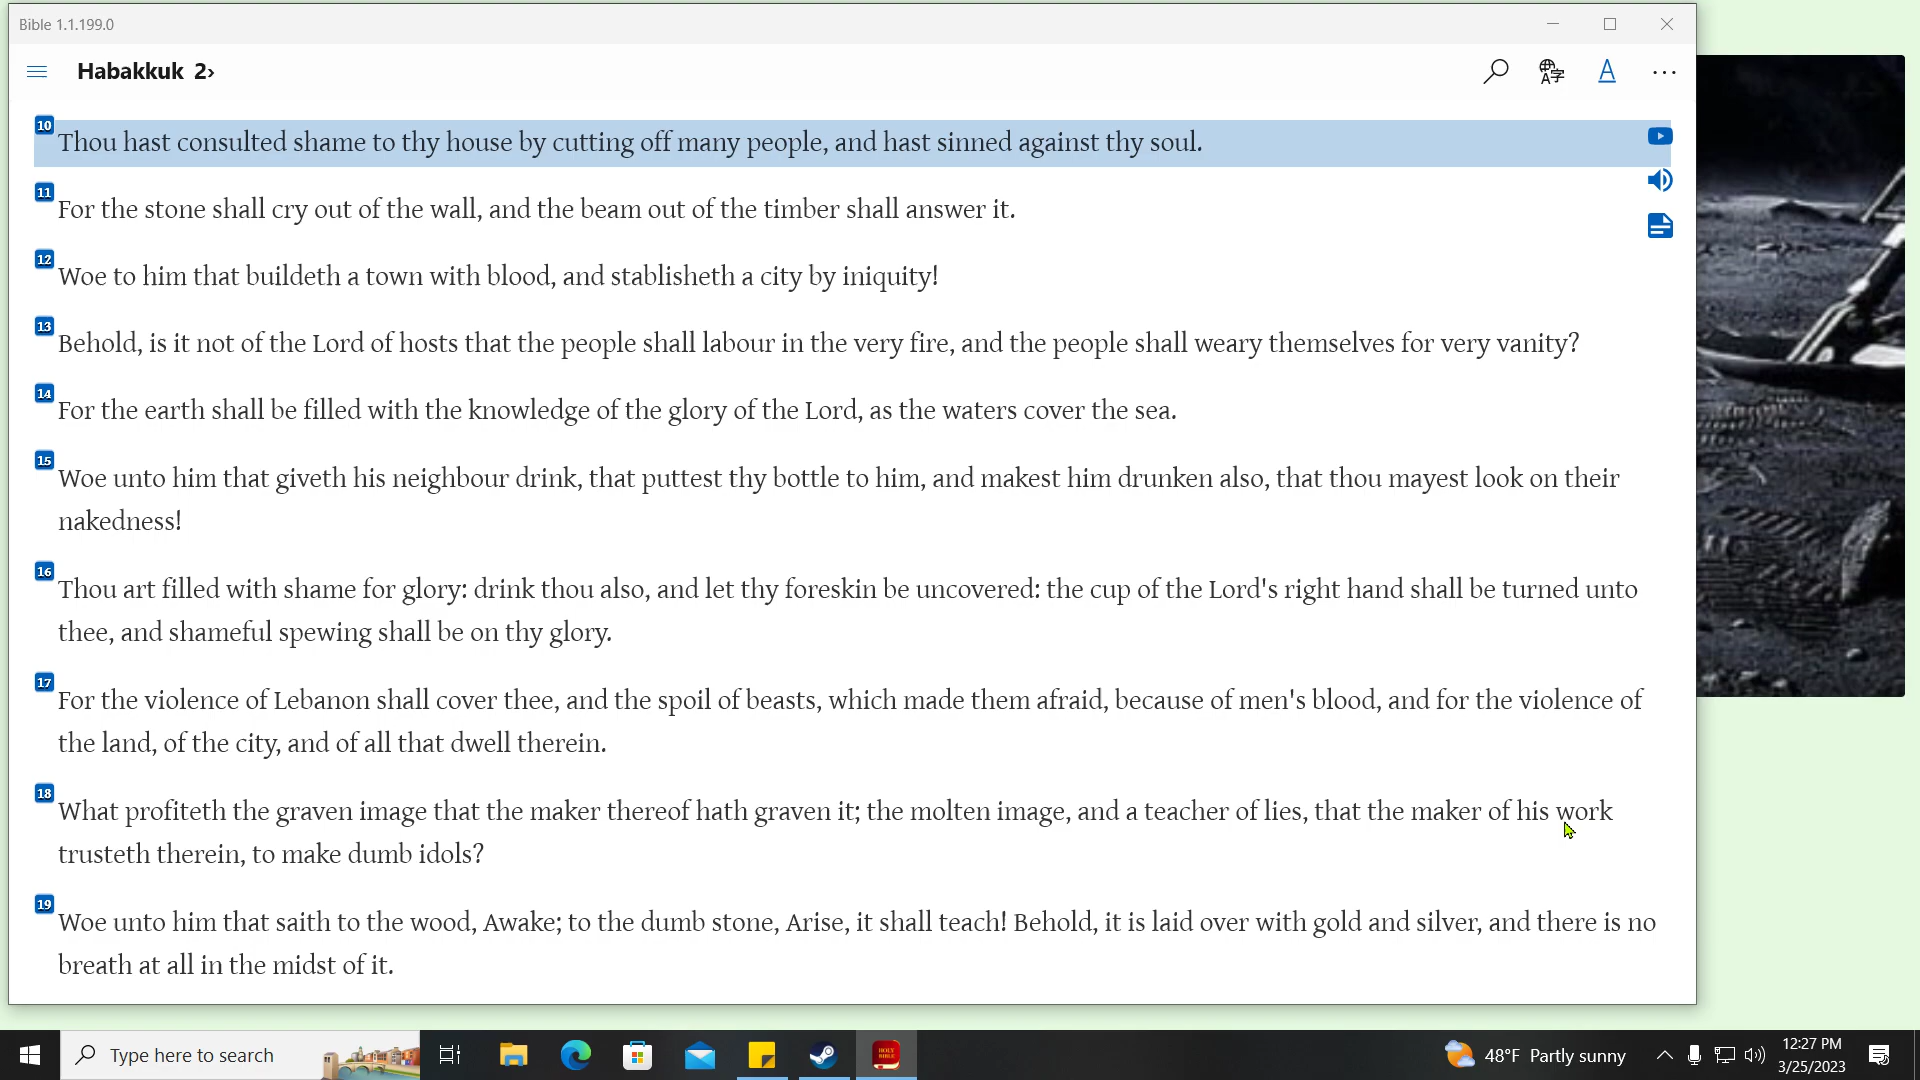 Bible 1.1.199.0
Habakkuk 2›
10 Thou hast consulted shame to thy house by cutting off many people, and hast sinned against thy soul.
11 For the stone shall cry out of the wall, and the beam out of the timber shall answer it.
12 Woe to him that buildeth a town with blood, and stablisheth a city by iniquity!
13 Behold, is it not of the Lord of hosts that the people shall labour in the very fire, and the people shall weary themselves for very vanity?
14 For the earth shall be filled with the knowledge of the glory of the Lord, as the waters cover the sea.
15 Woe unto him that giveth his neighbour drink, that puttest thy bottle to him, and makest him drunken also, that thou mayest look on their
nakedness!
16 Thou art filled with shame for glory: drink thou also, and let thy foreskin be uncovered: the cup of the Lord's right hand shall be turned unto
thee, and shameful spewing shall be on thy glory.
17 For the violence of Lebanon shall cover thee, and the spoil of beasts, which made them afraid, because of men's blood, and for the violence of
the land, of the city, and of all that dwell therein.
18 What profiteth the graven image that the maker thereof hath graven it; the molten image, and a teacher of lies, that the maker of his work
trusteth therein, to make dumb idols?
19 Woe unto him that saith to the wood, Awake; to the dumb stone, Arise, it shall teach! Behold, it is laid over with gold and silver, and there is no
breath at all in the midst of it.
Type here to search
HOLY
BIBLE
48°F Partly sunny
12:27 PM
3/25/2023